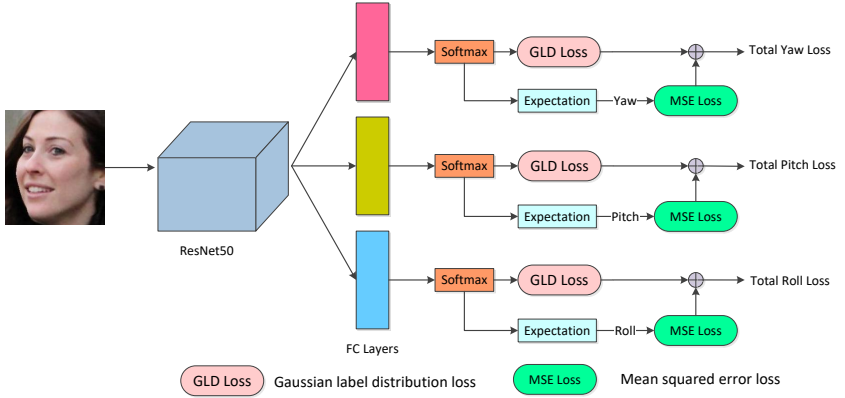 Softmax
GLD Loss
Total Yaw Loss
Expectation
Yaw
MSE Loss
Softmax
GLD Loss
Total Pitch Loss
Expectation
Pitch
MSE Loss
ResNet50
Softmax
GLD Loss
Total Roll Loss
Expectation
Roll
MSE Loss
FC Layers
GLD Loss
Gaussian label distribution loss
MSE Loss
Mean squared error loss